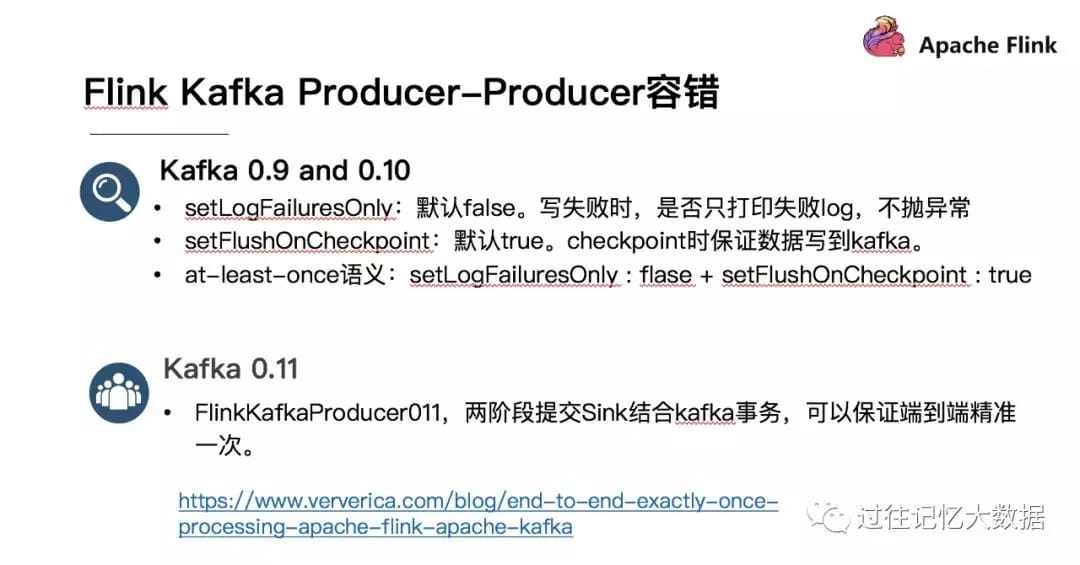 Apache Flink
Flink Kafka Producer-Producer容错
Kafka 0.9 and 0.10
• setLogFailuresOnly：默认false。写失败时，是否只打印失败log，不抛异常
• setFlushOnCheckpoint：默认true。checkpoint时保证数据写到kafka。
• at-least-once语义：setLogFailuresOnly : flase + setFlushOnCheckpoint : true
Kafka 0.11
• FlinkKafkaProducer011，两阶段提交Sink结合kafka事务，可以保证端到端精准
一次。
https://www.ververica.com/blog/end-to-end-exactly-once-
processing-apache-flink-apache-kafka
过往记忆大数据